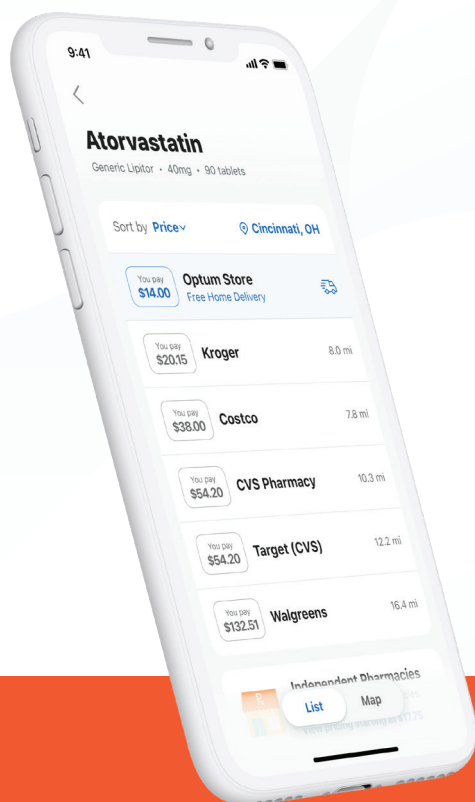 9:41
Atorvastatin
Generic Lipitor • 40mg • 90 tablets
Sort by Price
Cincinnati, OH
You pay
$14.00
Optum Store
Free Home Delivery
You pay
$20.15
Kroger
8.0 mi
You pay
$38.00
Costco
7.8 mi
You pay
$54.20
CVS Pharmacy
10.3 mi
You pay
$54.20
Target (CVS)
12.2 mi
You pay
$132.51
Walgreens
16.4 mi
Independent Pharmacies
List
Map